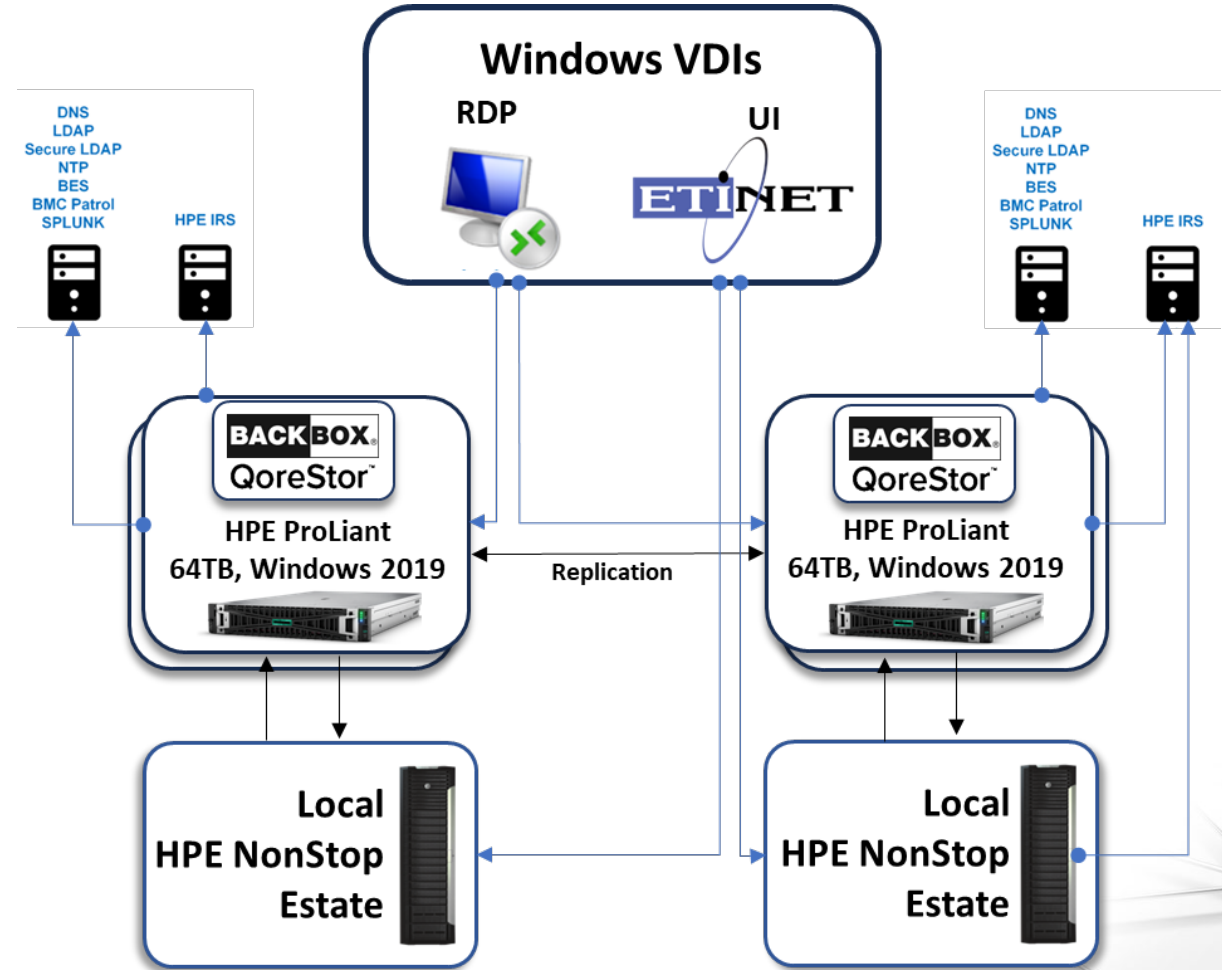 Windows VDIs
RDP
UI
ETINET
DNS
LDAP
Secure LDAP
NTP
BES
BMC Patrol
SPLUNK
HPE IRS
DNS
LDAP
Secure LDAP
NTP
BES
BMC Patrol
SPLUNK
HPE IRS
BACKBOX®
QoreStor™
HPE ProLiant
64TB, Windows 2019
Replication
BACKBOX®
QoreStor™
HPE ProLiant
64TB, Windows 2019
Local
HPE NonStop
Estate
Local
HPE NonStop
Estate